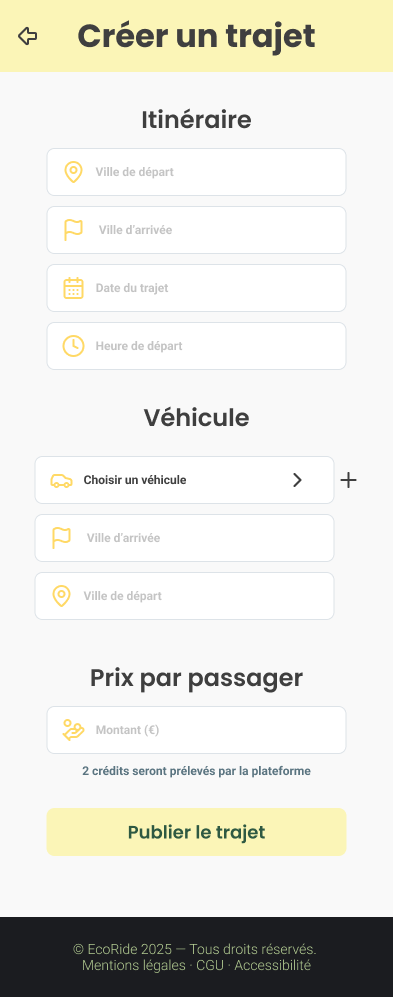 Créer un trajet
Itinéraire
Ville de départ
Ville d'arrivée
Date du trajet
Heure de départ
Véhicule
Choisir un véhicule
Ville d'arrivée
Ville de départ
Prix par passager
Montant (€)
2 crédits seront prélevés par la plateforme
Publier le trajet
© EcoRide 2025 — Tous droits réservés.
Mentions légales · CGU · Accessibilité